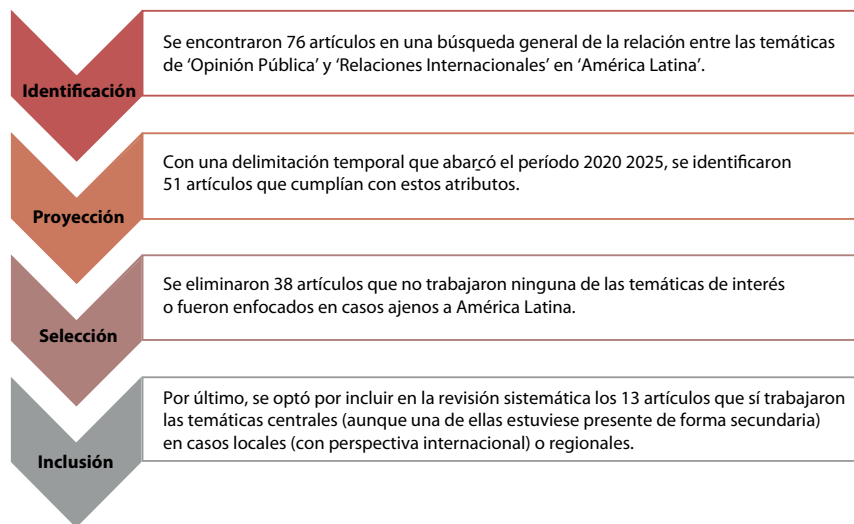 Identificación
Se encontraron 76 artículos en una búsqueda general de la relación entre las temáticas
de ‘Opinión Pública’ y ‘Relaciones Internacionales’ en ‘América Latina’.
Proyección
Con una delimitación temporal que abarcó el período 2020 2025, se identificaron
51 artículos que cumplían con estos atributos.
Selección
Se eliminaron 38 artículos que no trabajaron ninguna de las temáticas de interés
o fueron enfocados en casos ajenos a América Latina.
Inclusión
Por último, se optó por incluir en la revisión sistemática los 13 artículos que sí trabajaron
las temáticas centrales (aunque una de ellas estuviese presente de forma secundaria)
en casos locales (con perspectiva internacional) o regionales.